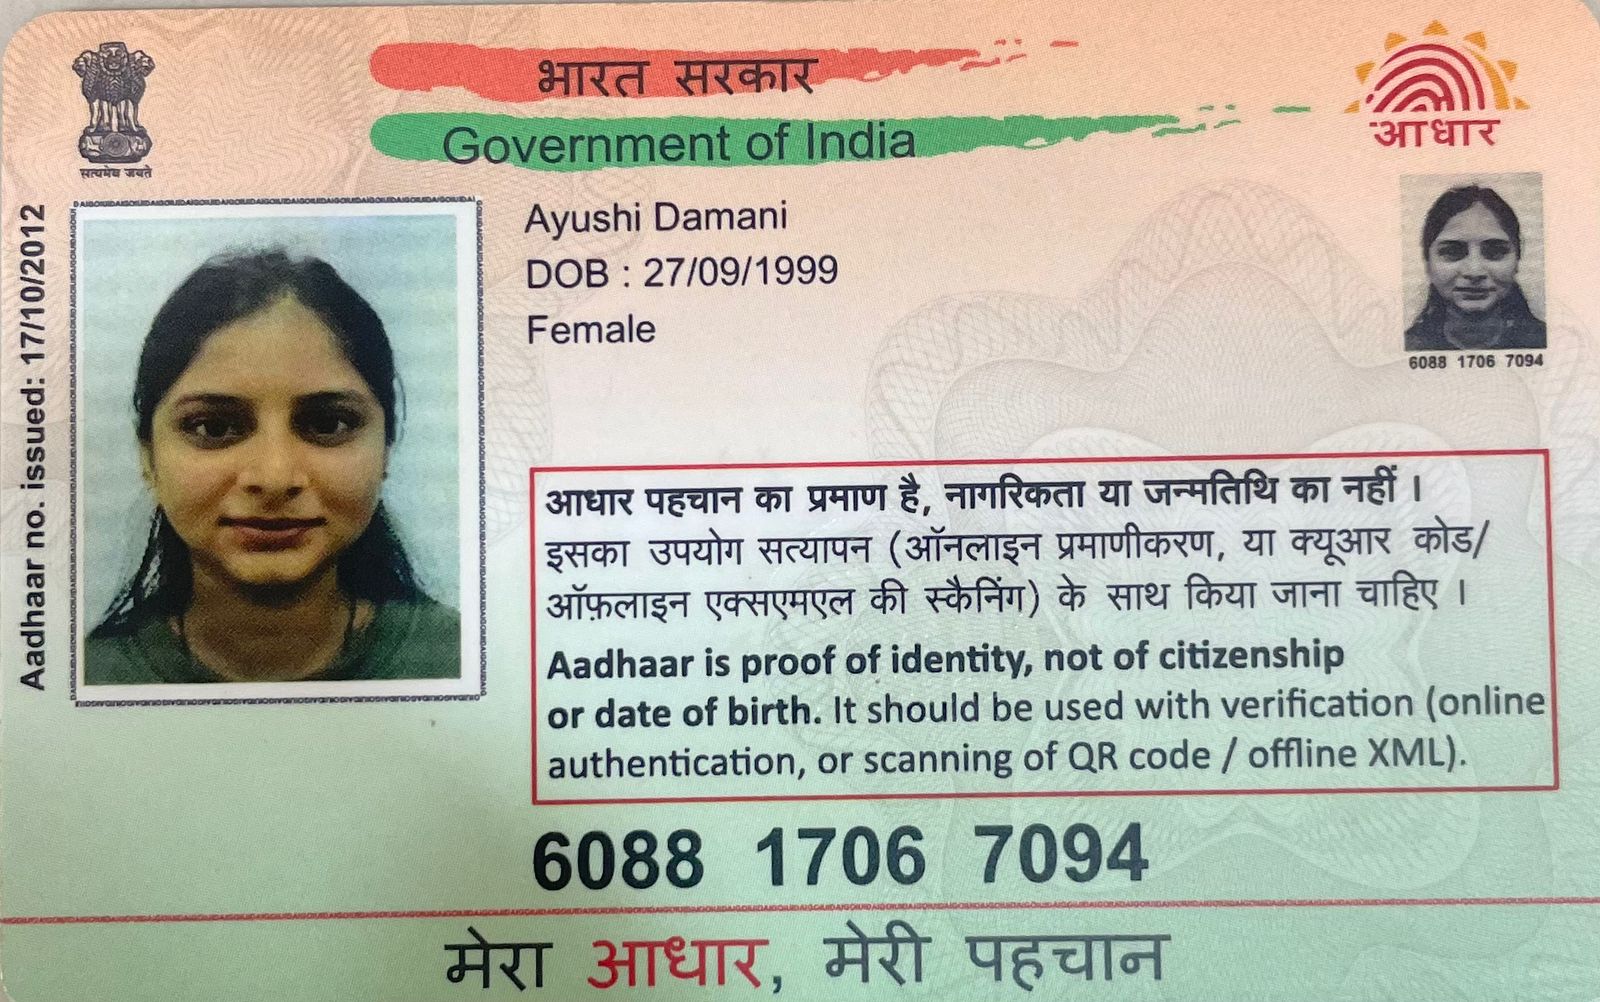 सत्यमेव जयते
भारत सरकार
Government of India
आधार
Aadhaar no. issued: 17/10/2012
Ayushi Damani
DOB : 27/09/1999
Female
6088 1706 7094
आधार पहचान का प्रमाण है, नागरिकता या जन्मतिथि का नहीं ।
इसका उपयोग सत्यापन (ऑनलाइन प्रमाणीकरण, या क्यूआर कोड/
ऑफ़लाइन एक्सएमएल की स्कैनिंग) के साथ किया जाना चाहिए ।
Aadhaar is proof of identity, not of citizenship
or date of birth. It should be used with verification (online
authentication, or scanning of QR code / offline XML).
6088 1706 7094
मेरा आधार, मेरी पहचान